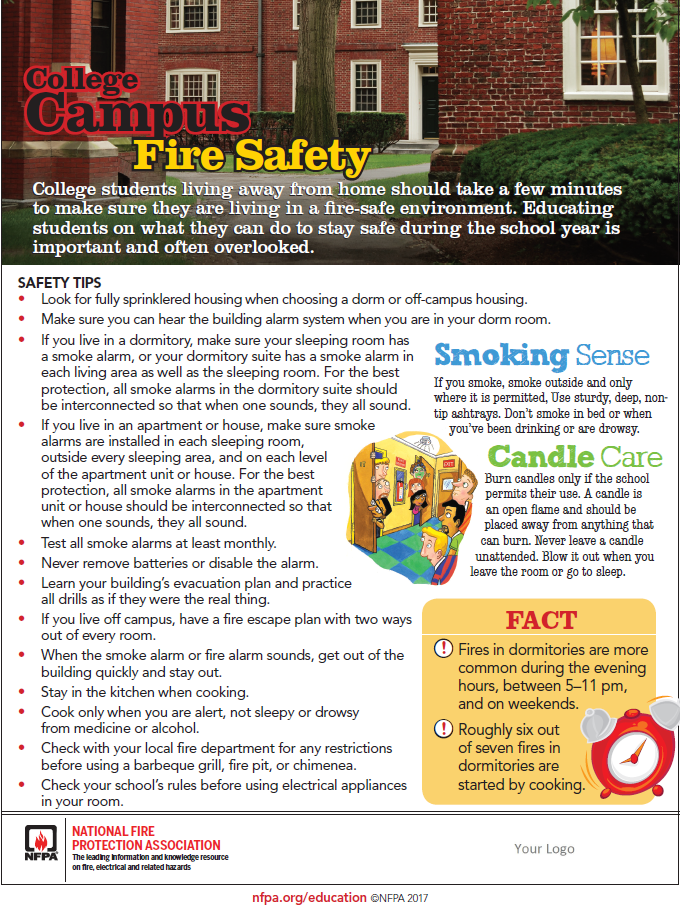 College
Campus
Fire Safety
College students living away from home should take a few minutes
to make sure they are living in a fire-safe environment. Educating
students on what they can do to stay safe during the school year is
important and often overlooked.
SAFETY TIPS
• Look for fully sprinklered housing when choosing a dorm or off-campus housing.
• Make sure you can hear the building alarm system when you are in your dorm room.
• If you live in a dormitory, make sure your sleeping room has
a smoke alarm, or your dormitory suite has a smoke alarm in
each living area as well as the sleeping room. For the best
protection, all smoke alarms in the dormitory suite should
be interconnected so that when one sounds, they all sound.
• If you live in an apartment or house, make sure smoke
alarms are installed in each sleeping room,
outside every sleeping area, and on each level
of the apartment unit or house. For the best
protection, all smoke alarms in the apartment
unit or house should be interconnected so that
when one sounds, they all sound.
• Test all smoke alarms at least monthly.
• Never remove batteries or disable the alarm.
• Learn your building's evacuation plan and practice
all drills as if they were the real thing.
• If you live off campus, have a fire escape plan with two ways
out of every room.
• When the smoke alarm or fire alarm sounds, get out of the
building quickly and stay out.
• Stay in the kitchen when cooking.
• Cook only when you are alert, not sleepy or drowsy
from medicine or alcohol.
• Check with your local fire department for any restrictions
before using a barbeque grill, fire pit, or chimenea.
• Check your school's rules before using electrical appliances
in your room.
Smoking Sense
If you smoke, smoke outside and only
where it is permitted, Use sturdy, deep, non-
tip ashtrays. Don't smoke in bed or when
you've been drinking or are drowsy.
Candle Care
Burn candles only if the school
permits their use. A candle is
an open flame and should be
placed away from anything that
can burn. Never leave a candle
unattended. Blow it out when you
leave the room or go to sleep.
12
EXIT
FACT
! Fires in dormitories are more
common during the evening
hours, between 5–11 pm,
and on weekends.
! Roughly six out
of seven fires in
dormitories are
started by cooking.
NFPA®
NATIONAL FIRE
PROTECTION ASSOCIATION
The leading information and knowledge resource
on fire, electrical and related hazards
Your Logo
nfpa.org/education ©NFPA 2017